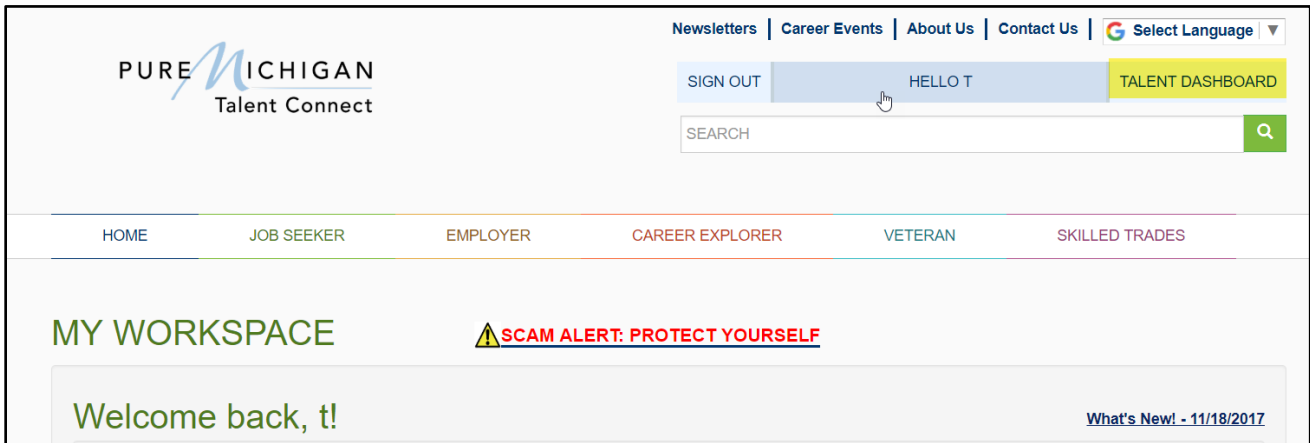 Newsletters | Career Events | About Us | Contact Us | Select Language ▼
PURE MICHIGAN
Talent Connect
SIGN OUT HELLO T TALENT DASHBOARD
SEARCH
HOME JOB SEEKER EMPLOYER CAREER EXPLORER VETERAN SKILLED TRADES
MY WORKSPACE
SCAM ALERT: PROTECT YOURSELF
Welcome back, t!
What's New! - 11/18/2017